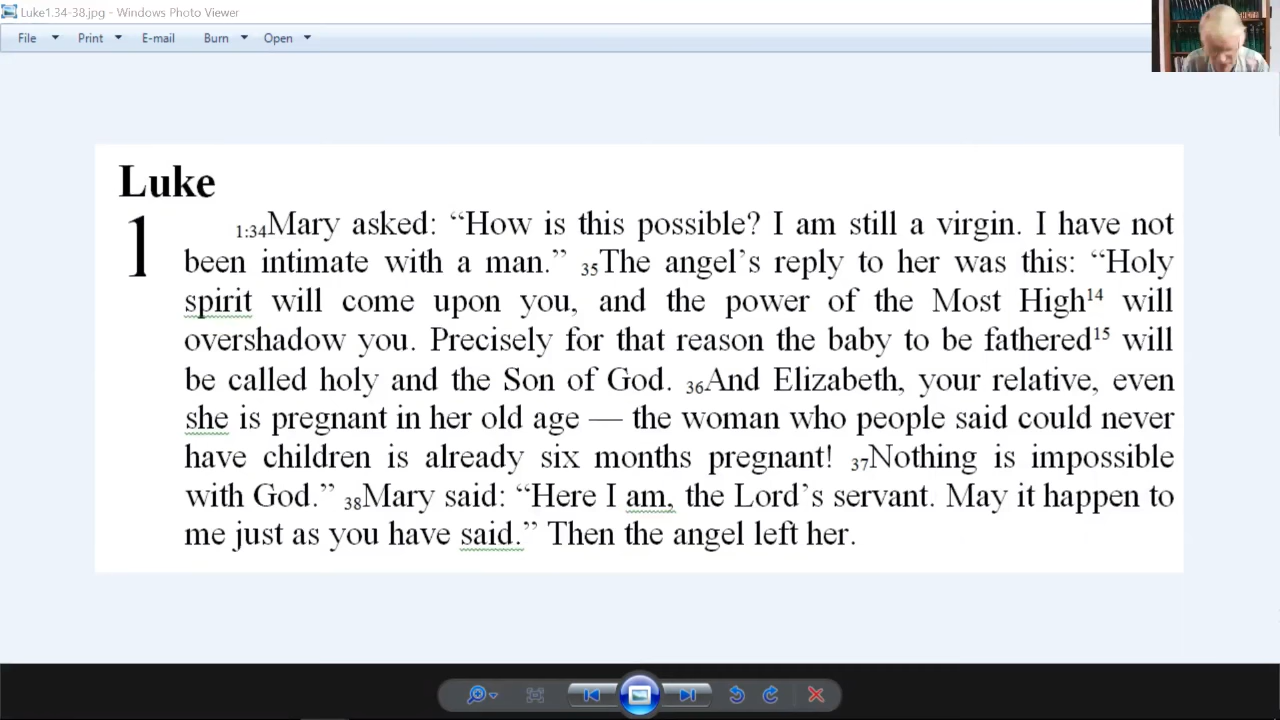 Luke1.34-38.jpg - Windows Photo Viewer
File Print E-mail Burn Open
Luke
1
1:34Mary asked: “How is this possible? I am still a virgin. I have not
been intimate with a man.” 35The angel’s reply to her was this: “Holy
spirit will come upon you, and the power of the Most High14 will
overshadow you. Precisely for that reason the baby to be fathered15 will
be called holy and the Son of God. 36And Elizabeth, your relative, even
she is pregnant in her old age — the woman who people said could never
have children is already six months pregnant! 37Nothing is impossible
with God.” 38Mary said: “Here I am, the Lord’s servant. May it happen to
me just as you have said.” Then the angel left her.